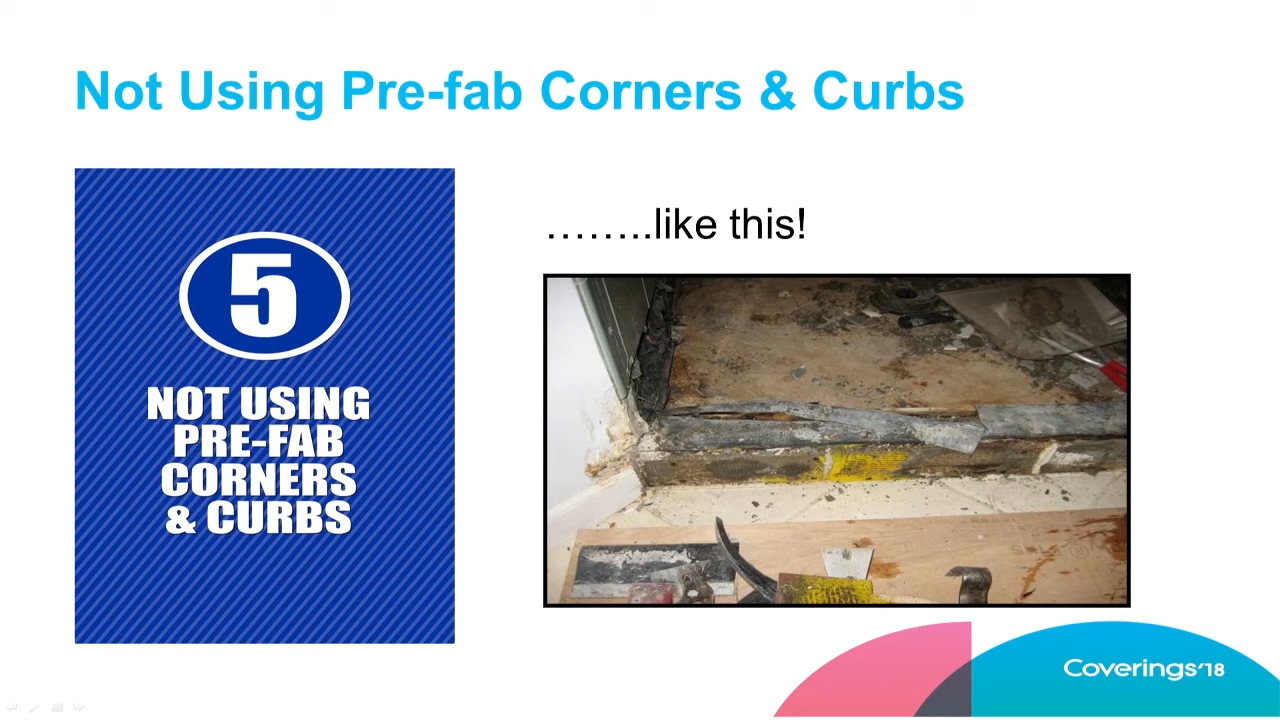 Not Using Pre-fab Corners & Curbs
5
NOT USING
PRE-FAB
CORNERS
& CURBS
……..like this!
Coverings'18